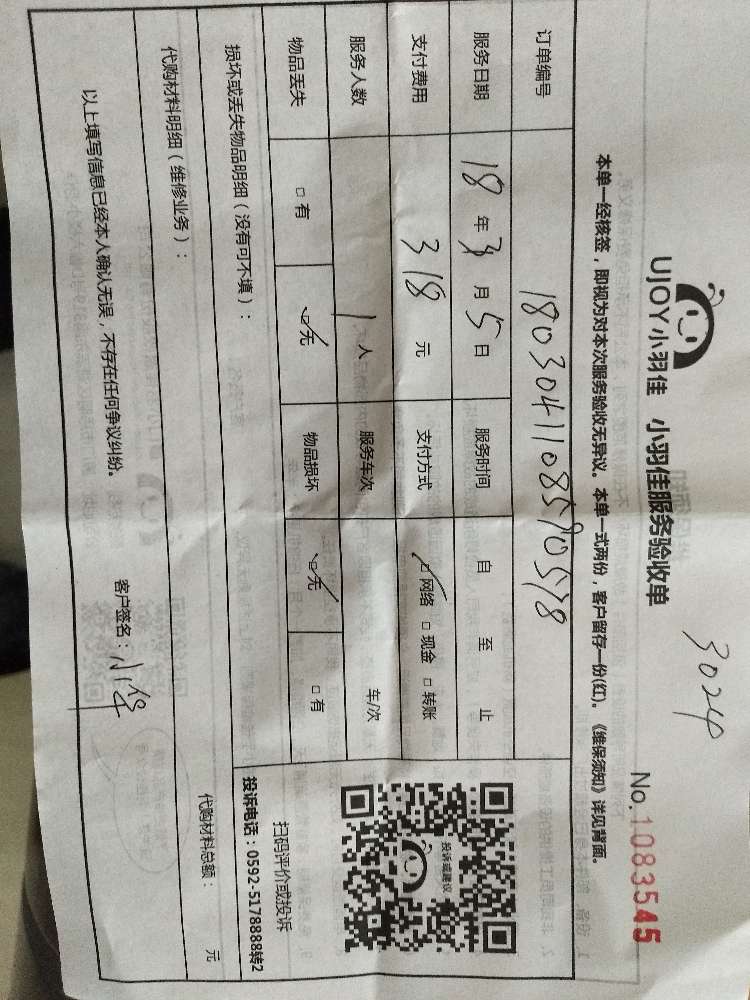 3024
UJOY小羽佳 小羽佳服务验收单
No.1083545
本单一经核签，即视为对本次服务验收无异议。本单一式两份，客户留存一份(红)。《维保须知》详见背面。
订单编号 1803041108590578
服务日期 18年3月5日 服务时间 自 至 止
支付费用 318 元 支付方式 □网络 □现金 □转账
服务人数 1 人 服务车次 车/次
物品丢失 □有 □无 物品损坏 □无 □有
投诉或建议
扫码评价或投诉
投诉电话：0592-5178888转2
损坏或丢失物品明细（没有可不填）：
代购材料明细（维修业务）：
代购材料总额： 元
以上填写信息已经本人确认无误，不存在任何争议纠纷。
客户签名：